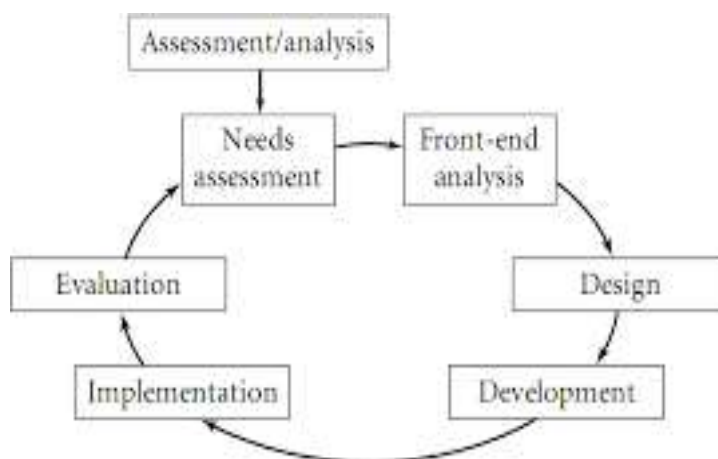 Assessment/analysis
Needs
assessment
Front-end
analysis
Evaluation
Design
Implementation
Development